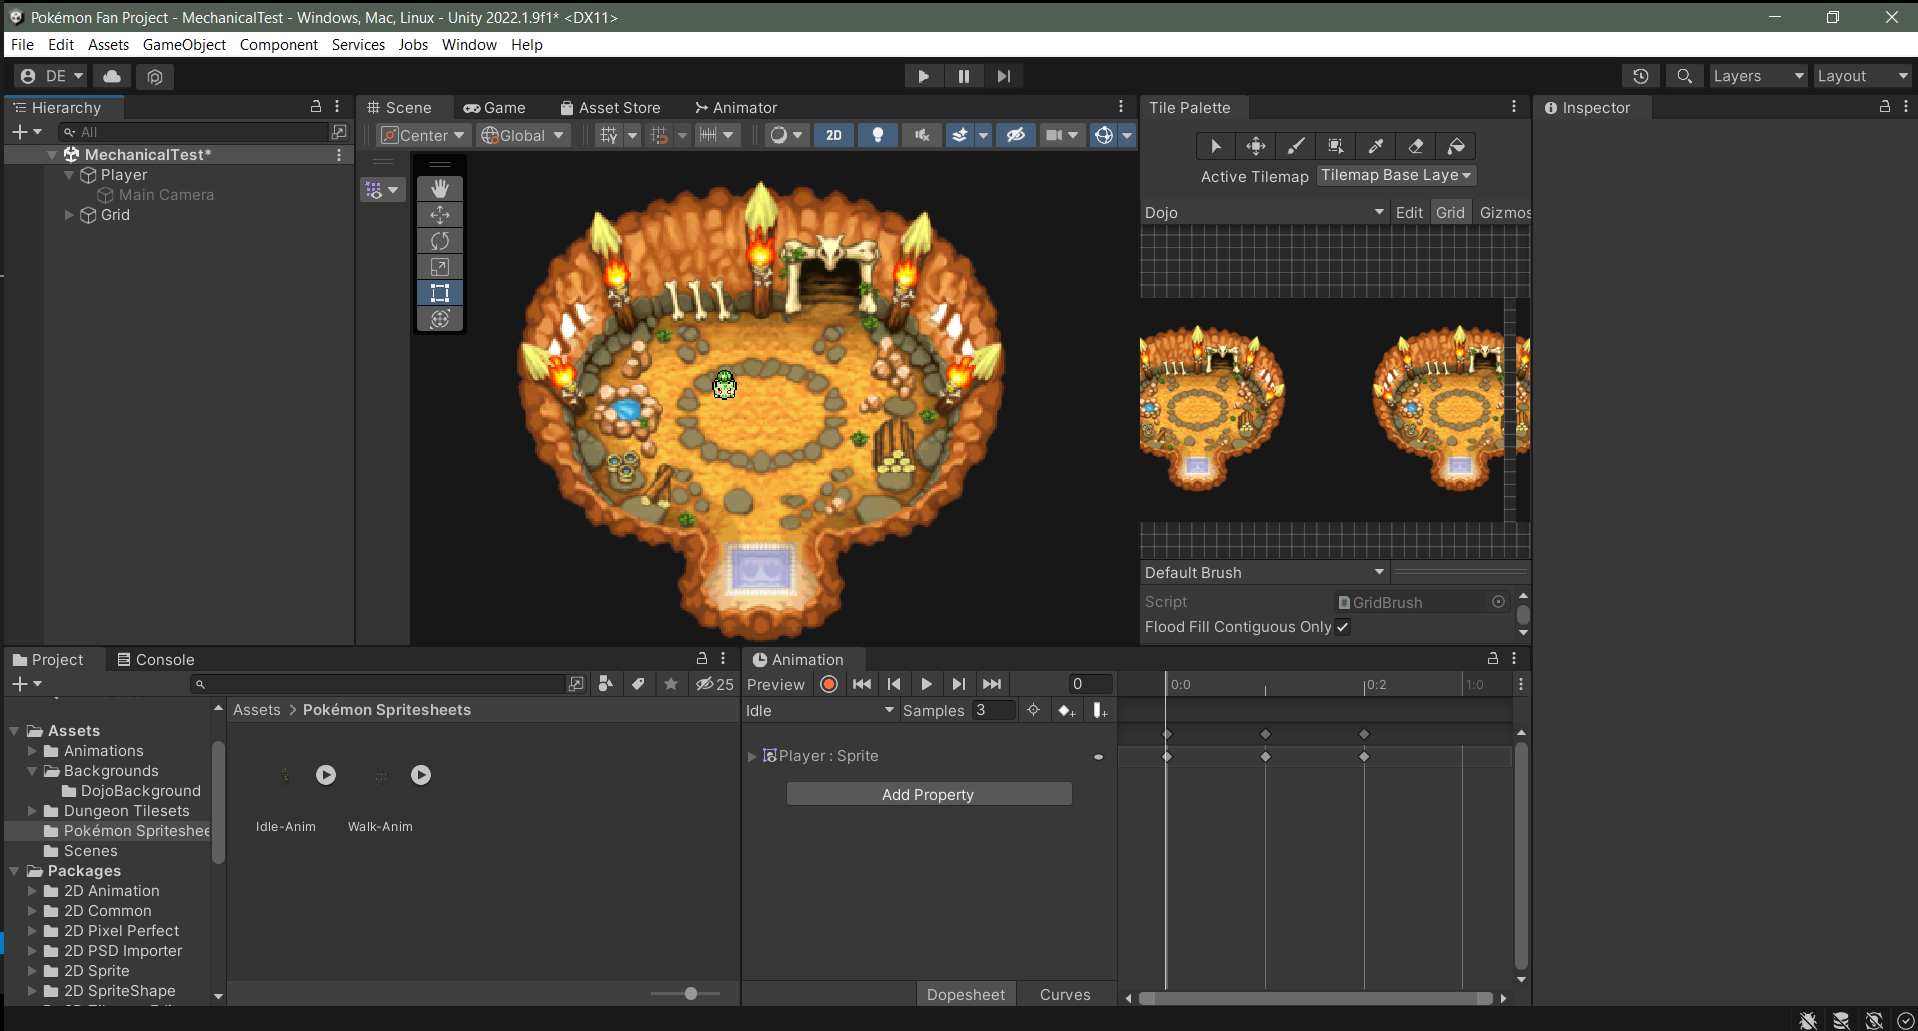 Pokémon Fan Project - MechanicalTest - Windows, Mac, Linux - Unity 2022.1.9f1* <DX11>
File Edit Assets GameObject Component Services Jobs Window Help
DE
Layers
Layout
Hierarchy
All
MechanicalTest*
Player
Main Camera
Grid
Scene
Game
Asset Store
Animator
Center
Global
2D
Tile Palette
Active Tilemap
Tilemap Base Laye
Dojo
Edit
Grid
Gizmos
Default Brush
Script
GridBrush
Flood Fill Contiguous Only
Inspector
Project
Console
25
Assets
Animations
Backgrounds
DojoBackground
Dungeon Tilesets
Pokémon Spriteshee
Scenes
Packages
2D Animation
2D Common
2D Pixel Perfect
2D PSD Importer
2D Sprite
2D SpriteShape
Assets > Pokémon Spritesheets
Idle-Anim
Walk-Anim
Animation
Preview
0
0:0
0:2
1:0
Idle
Samples
3
Player : Sprite
Add Property
Dopesheet
Curves